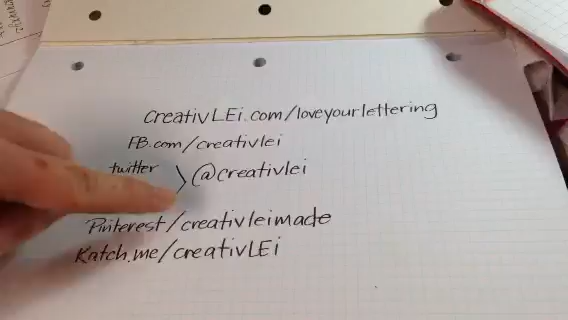 creativLEi.com/loveyourlettering
FB.com/creativlei
twitter
> @creativlei
Pinterest/creativleimade
Katch.me/creativLEi